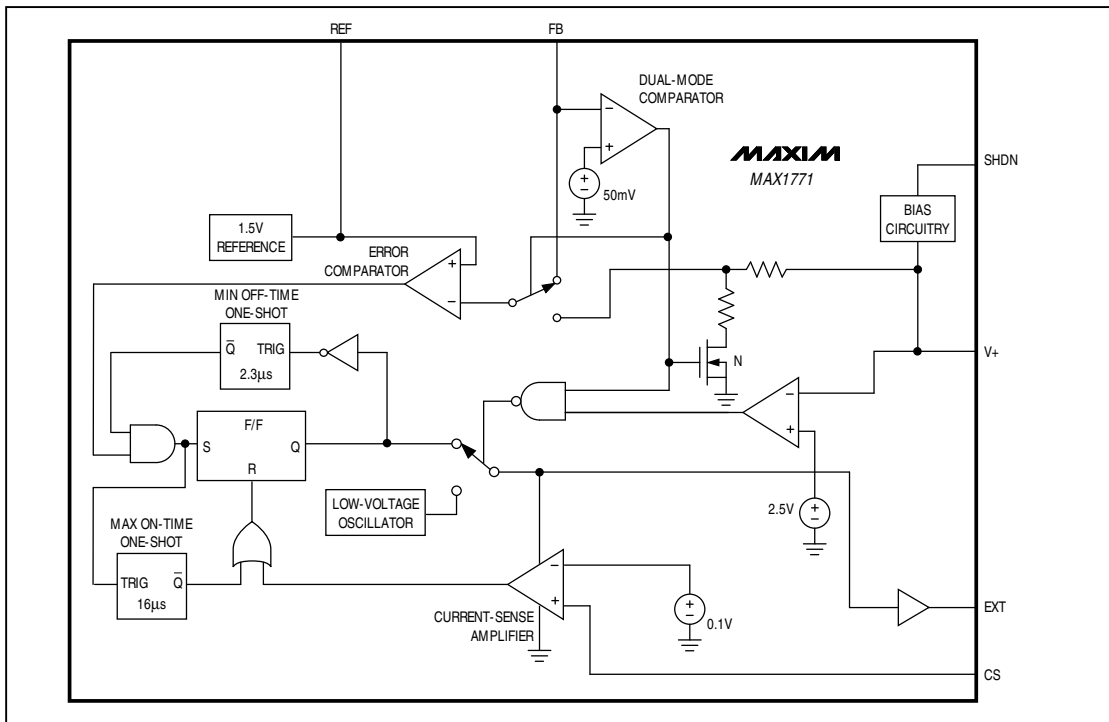 REF
FB
DUAL-MODE
COMPARATOR
MAXIM
MAX1771
SHDN
−
+
+
−
50mV
BIAS
CIRCUITRY
1.5V
REFERENCE
ERROR
COMPARATOR
+
−
MIN OFF-TIME
ONE-SHOT
Q̅ TRIG
2.3µs
N
V+
−
+
F/F
S Q
R
LOW-VOLTAGE
OSCILLATOR
2.5V
+
−
MAX ON-TIME
ONE-SHOT
TRIG Q̅
16µs
−
+
CURRENT-SENSE
AMPLIFIER
+
−
0.1V
EXT
CS